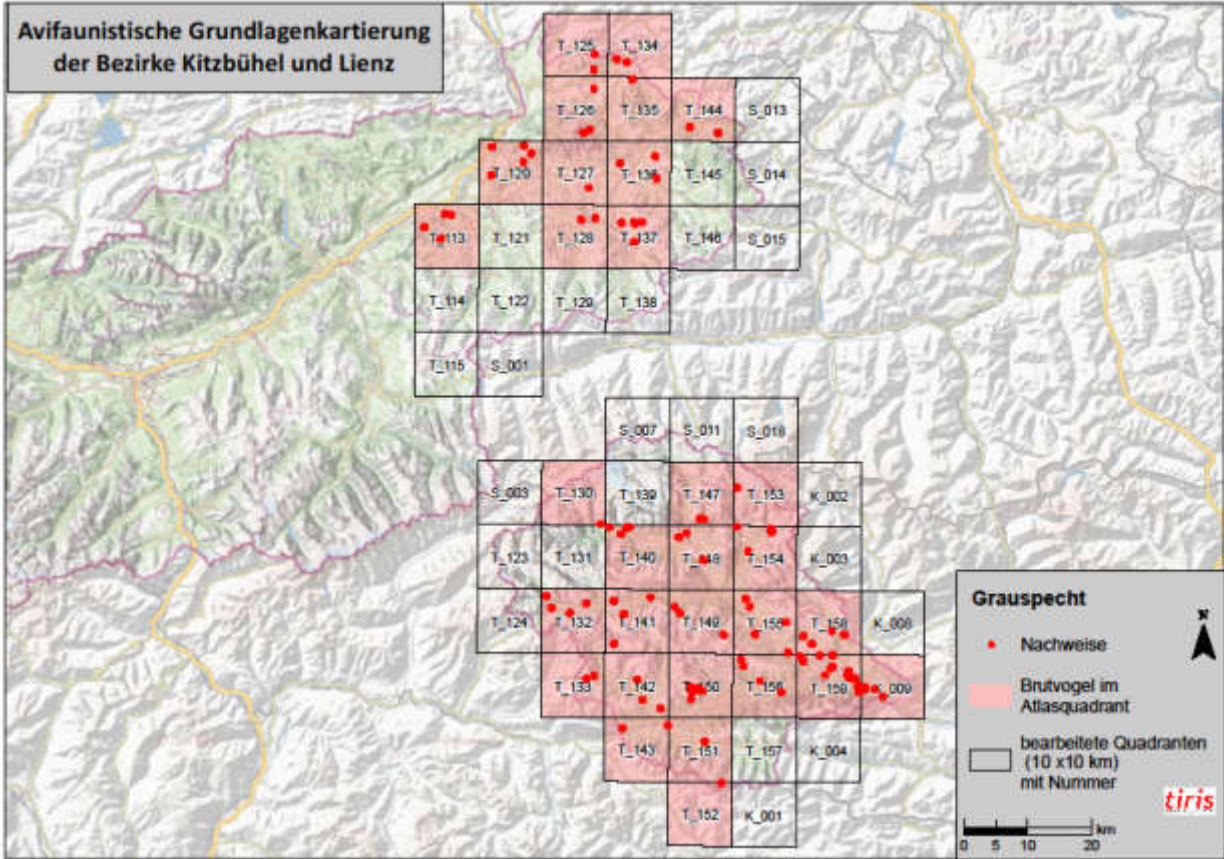 Avifaunistische Grundlagenkartierung
der Bezirke Kitzbühel und Lienz
T_125 T_134
T_126 T_135 T_144 S_013
T_120 T_127 T_136 T_145 S_014
T_113 T_121 T_128 T_137 T_146 S_015
T_114 T_122 T_129 T_138
T_115 S_001
S_007 S_011 S_016
S_003 T_130 T_139 T_147 T_153 K_002
T_123 T_131 T_140 T_148 T_154 K_003
T_124 T_132 T_141 T_149 T_155 T_158 K_008
T_133 T_142 T_150 T_156 T_159 K_009
T_143 T_151 T_157 K_004
T_152 K_001
Grauspecht
N
Nachweise
Brutvogel im
Atlasquadrant
bearbeitete Quadranten
(10 x10 km)
mit Nummer
tiris
km
0 5 10 20